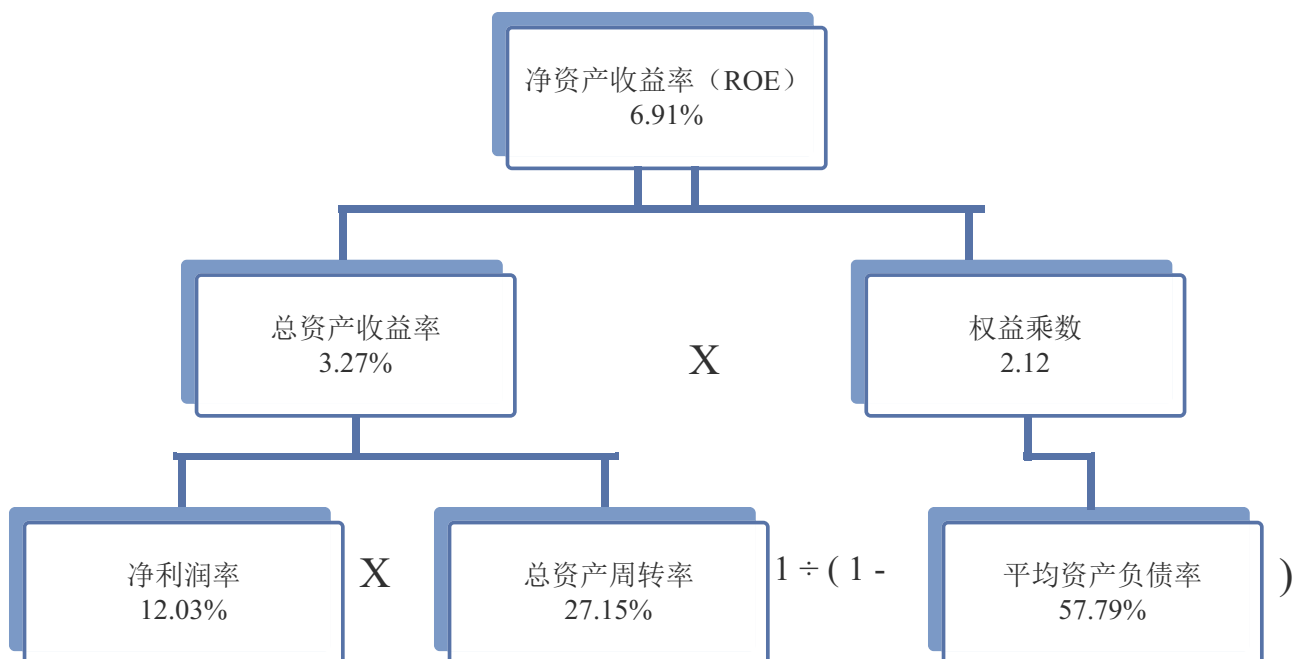 净资产收益率（ROE）
6.91%
总资产收益率
3.27%
X
权益乘数
2.12
净利润率
12.03%
X
总资产周转率
27.15%
1 ÷ ( 1 -
平均资产负债率
57.79%
)